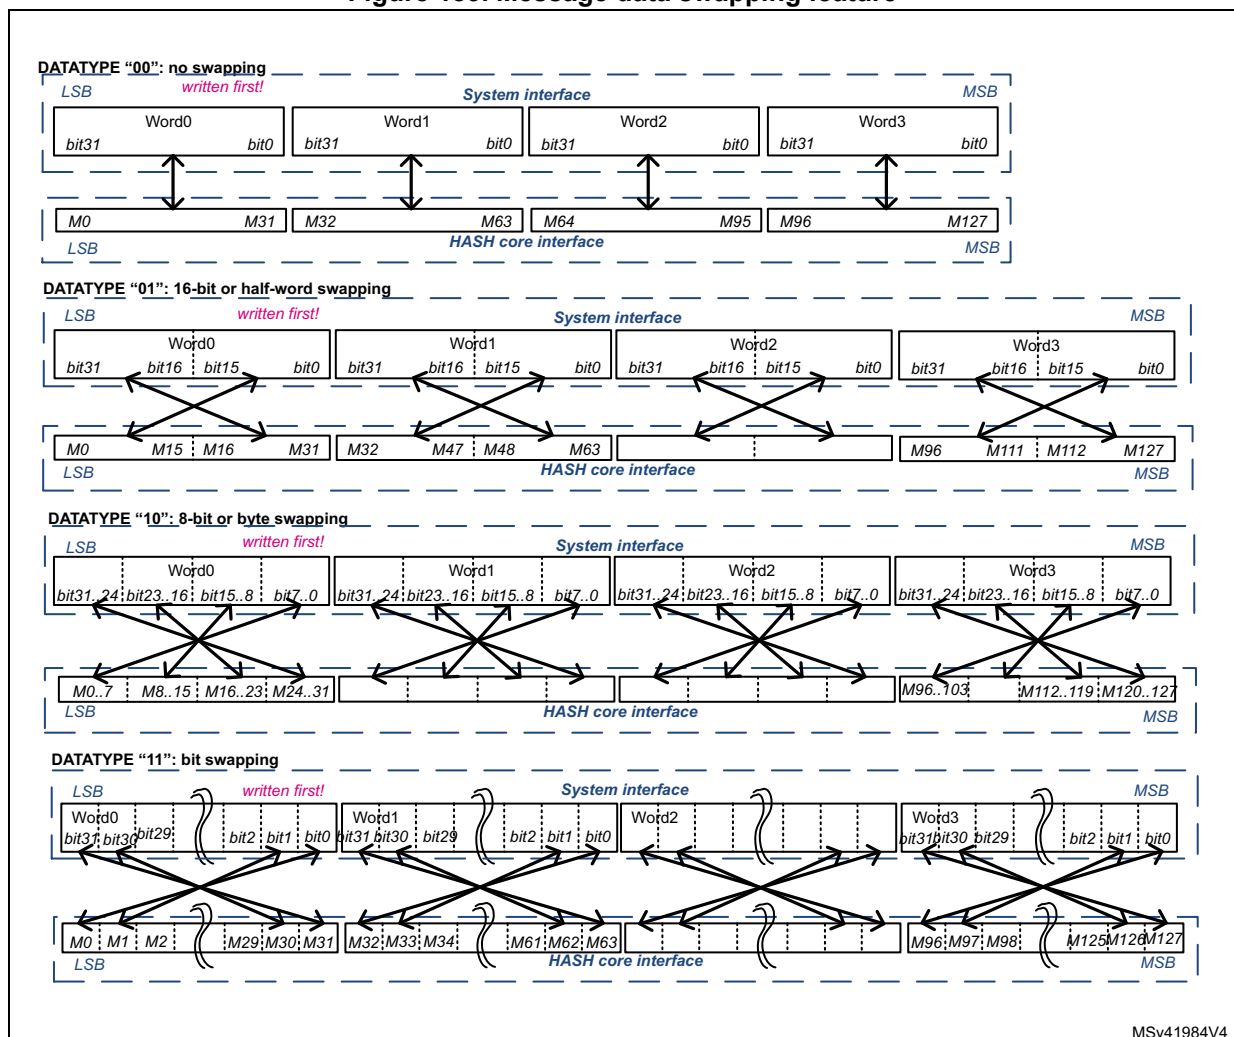 Figure 135. Message data swapping feature
DATATYPE “00”: no swapping
LSB written first! System interface MSB
Word0 Word1 Word2 Word3
bit31 bit0 bit31 bit0 bit31 bit0 bit31 bit0
M0 M31 M32 M63 M64 M95 M96 M127
LSB HASH core interface MSB
DATATYPE “01”: 16-bit or half-word swapping
LSB written first! System interface MSB
Word0 Word1 Word2 Word3
bit31 bit16 bit15 bit0 bit31 bit16 bit15 bit0 bit31 bit16 bit15 bit0 bit31 bit16 bit15 bit0
M0 M15 M16 M31 M32 M47 M48 M63 M96 M111 M112 M127
LSB HASH core interface MSB
DATATYPE “10”: 8-bit or byte swapping
LSB written first! System interface MSB
Word0 Word1 Word2 Word3
bit31..24 bit23..16 bit15..8 bit7..0 bit31..24 bit23..16 bit15..8 bit7..0 bit31..24 bit23..16 bit15..8 bit7..0 bit31..24 bit23..16 bit15..8 bit7..0
M0..7 M8..15 M16..23 M24..31 M96..103 M112..119 M120..127
LSB HASH core interface MSB
DATATYPE “11”: bit swapping
LSB written first! System interface MSB
Word0 Word1 Word2 Word3
bit31 bit30 bit29 bit2 bit1 bit0 bit31 bit30 bit29 bit2 bit1 bit0 bit31 bit30 bit29 bit2 bit1 bit0
M0 M1 M2 M29 M30 M31 M32 M33 M34 M61 M62 M63 M96 M97 M98 M125 M126 M127
LSB HASH core interface MSB
MSv41984V4